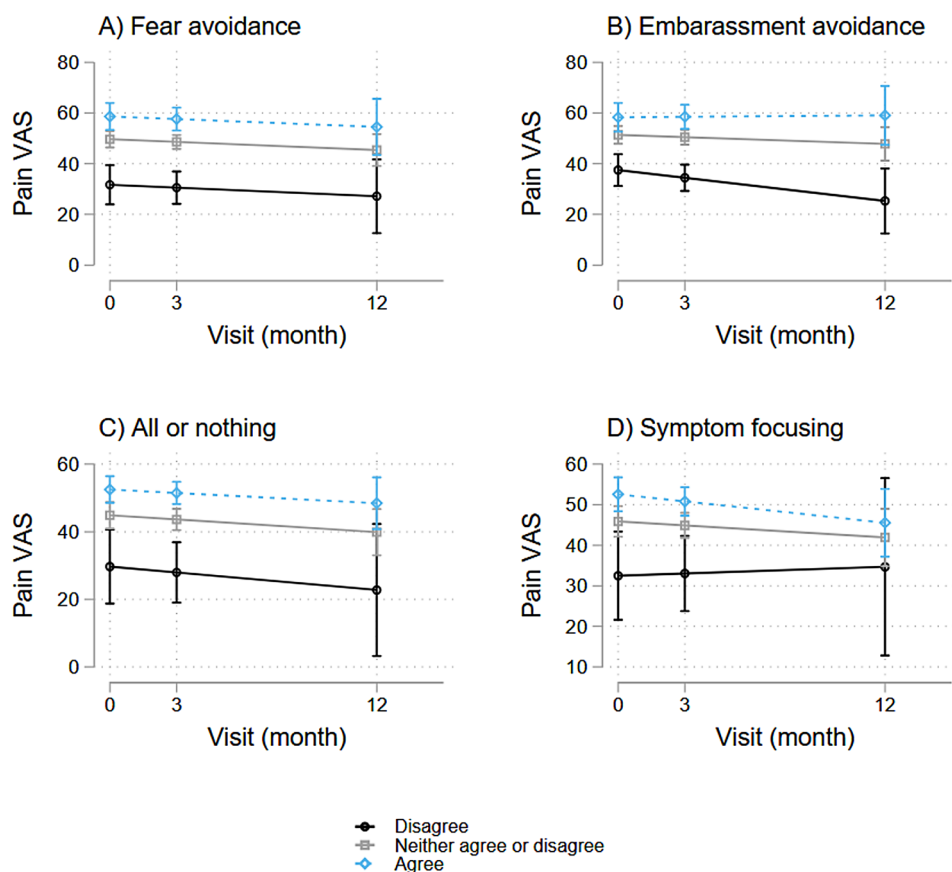 A) Fear avoidance
B) Embarassment avoidance
80
60
40
20
0
Pain VAS
0 3 12
Visit (month)
80
60
40
20
0
Pain VAS
0 3 12
Visit (month)
C) All or nothing
D) Symptom focusing
60
40
20
0
Pain VAS
0 3 12
Visit (month)
60
50
40
30
20
10
Pain VAS
0 3 12
Visit (month)
Disagree
Neither agree or disagree
Agree